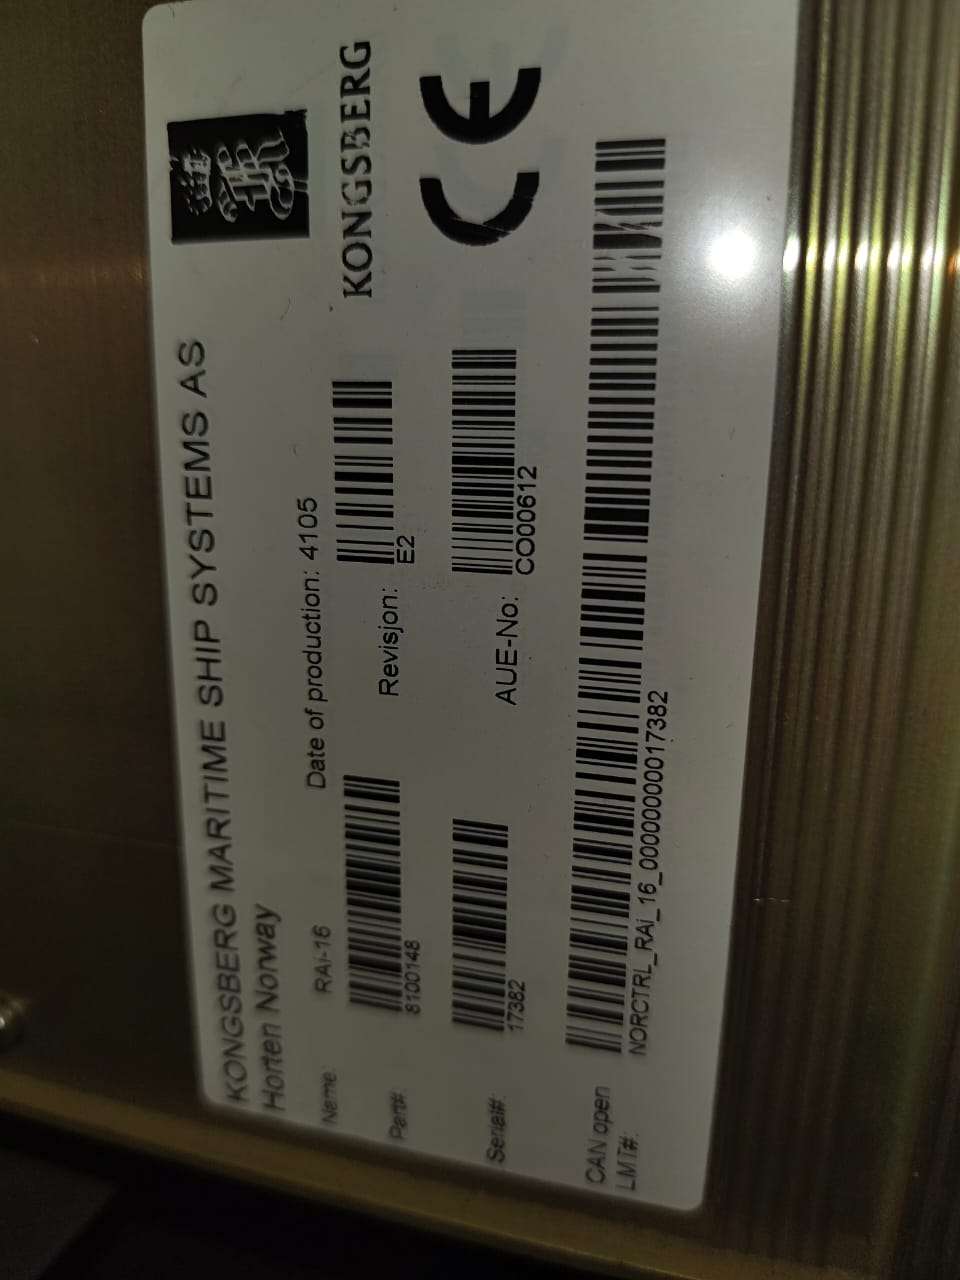 KONGSBERG MARITIME SHIP SYSTEMS AS
Horten Norway
KONGSBERG
Name: RAi-16 Date of production: 4105
Part#: 8100148 Revisjon: E2
CE
Serial#: 17382 AUE-No: CO00612
CAN open
LMT#: NORCTRL_RAi_16_0000000017382